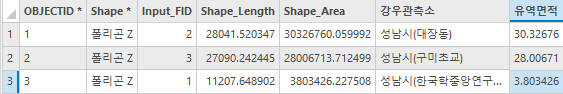 OBJECTID * Shape * Input_FID Shape_Length Shape_Area 강우관측소 유역면적
1 1 폴리곤 Z 2 28041.520347 30326760.059992 성남시(대장동) 30.32676
2 2 폴리곤 Z 3 27090.242445 28006713.712499 성남시(구미초교) 28.00671
3 3 폴리곤 Z 1 11207.648902 3803426.227508 성남시(한국학중앙연구... 3.803426